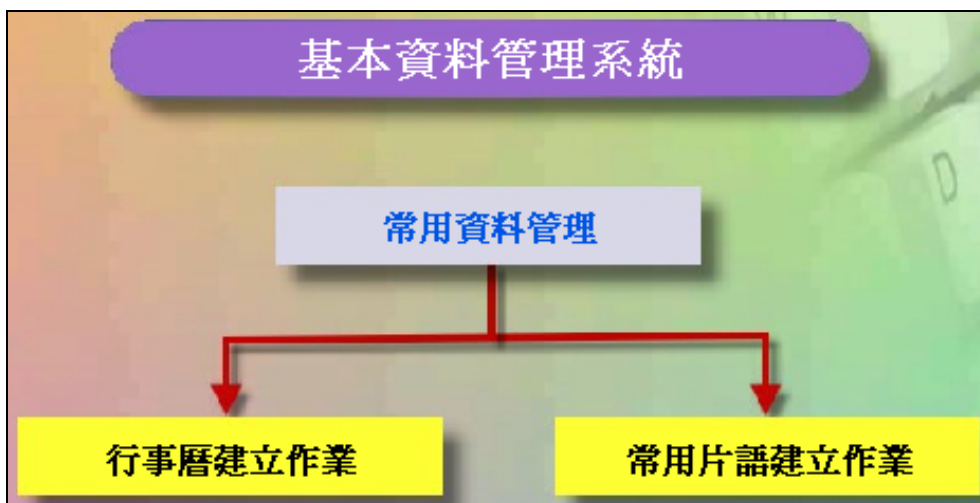 基本資料管理系統
常用資料管理
行事曆建立作業
常用片語建立作業